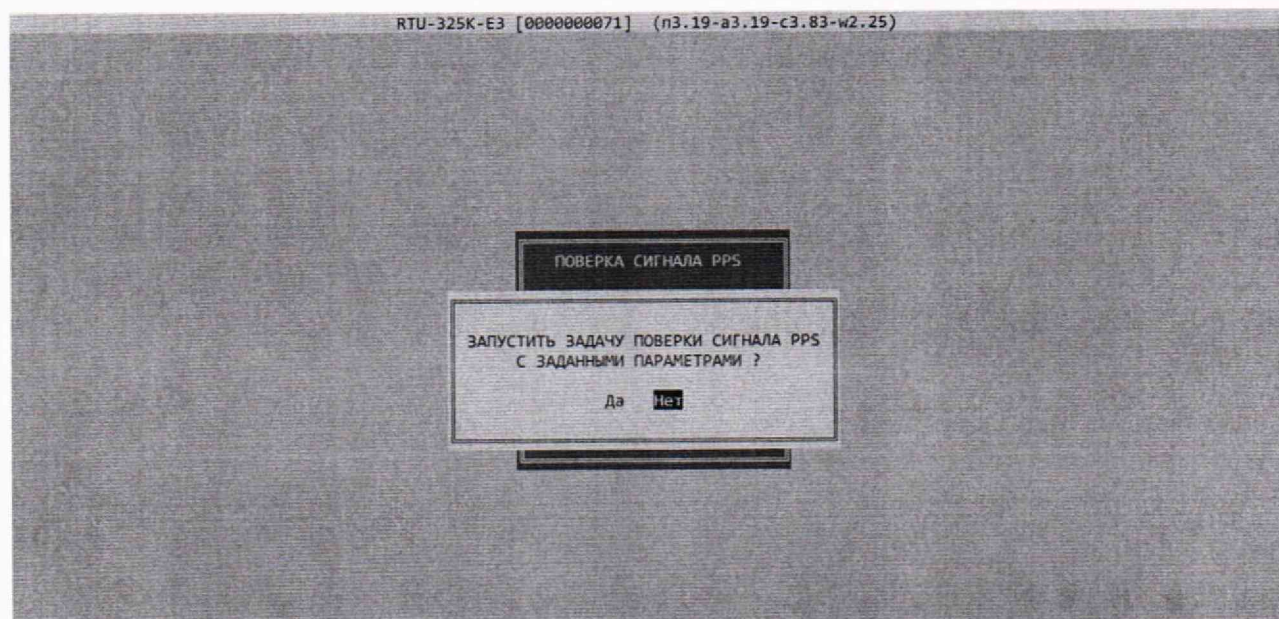 RTU-325K-E3 [0000000071] (п3.19-а3.19-с3.83-w2.25)
ПОВЕРКА СИГНАЛА PPS
ЗАПУСТИТЬ ЗАДАЧУ ПОВЕРКИ СИГНАЛА PPS
С ЗАДАННЫМИ ПАРАМЕТРАМИ ?
Да Нет